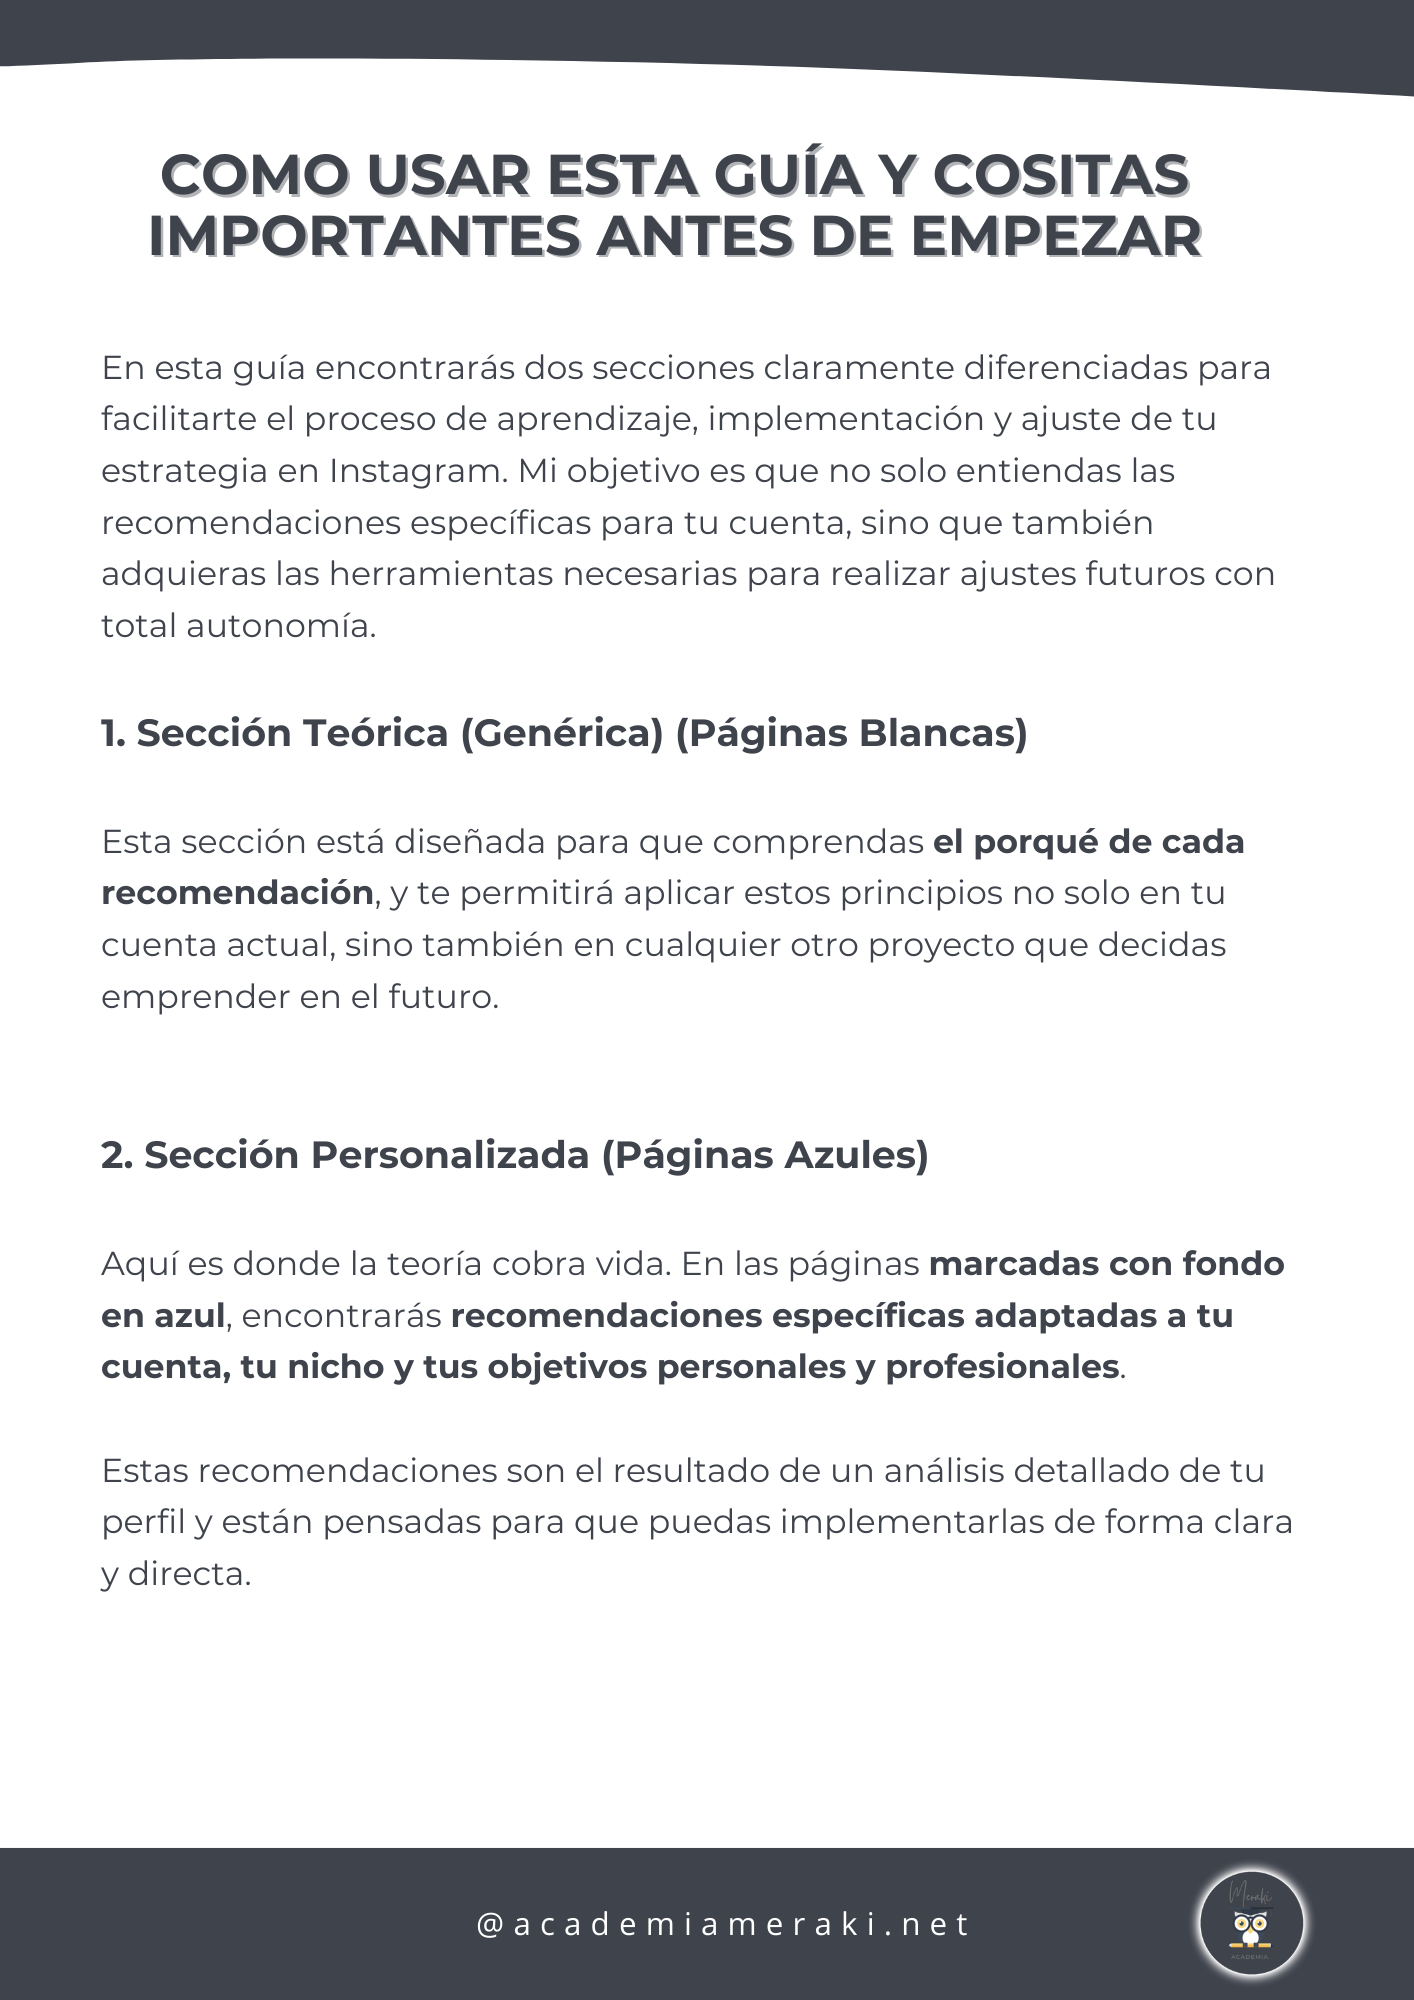 COMO USAR ESTA GUÍA Y COSITAS
IMPORTANTES ANTES DE EMPEZAR
En esta guía encontrarás dos secciones claramente diferenciadas para
facilitarte el proceso de aprendizaje, implementación y ajuste de tu
estrategia en Instagram. Mi objetivo es que no solo entiendas las
recomendaciones específicas para tu cuenta, sino que también
adquieras las herramientas necesarias para realizar ajustes futuros con
total autonomía.
1. Sección Teórica (Genérica) (Páginas Blancas)
Esta sección está diseñada para que comprendas el porqué de cada
recomendación, y te permitirá aplicar estos principios no solo en tu
cuenta actual, sino también en cualquier otro proyecto que decidas
emprender en el futuro.
2. Sección Personalizada (Páginas Azules)
Aquí es donde la teoría cobra vida. En las páginas marcadas con fondo
en azul, encontrarás recomendaciones específicas adaptadas a tu
cuenta, tu nicho y tus objetivos personales y profesionales.
Estas recomendaciones son el resultado de un análisis detallado de tu
perfil y están pensadas para que puedas implementarlas de forma clara
y directa.
@academiameraki.net
Meraki
ACADEMIA